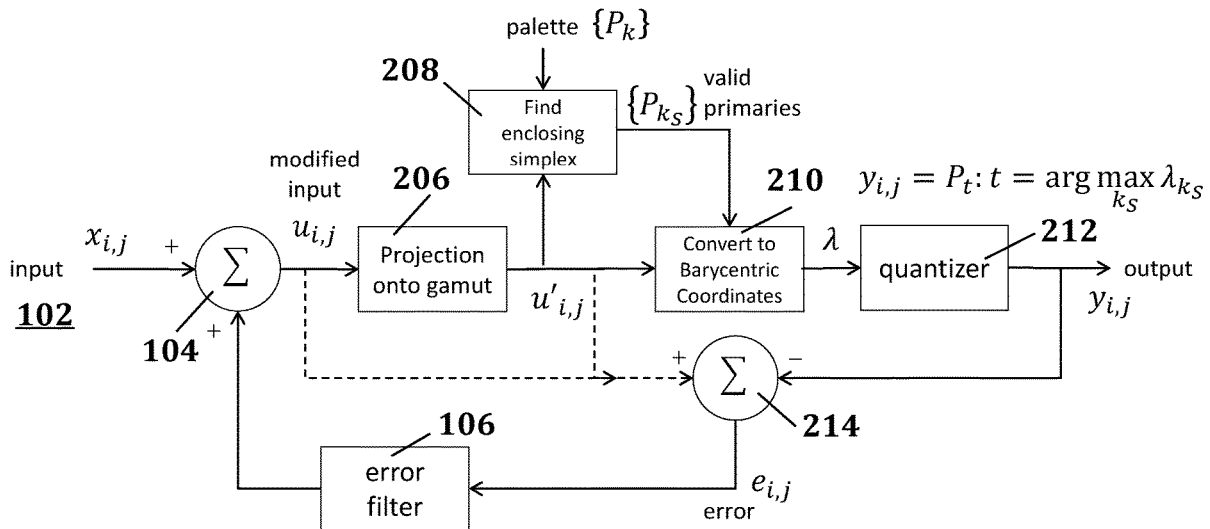 palette {P_k}
208
Find
enclosing
simplex
{P_{k_S}} valid
primaries
modified
input
206
210
y_{i,j} = P_t: t = arg max λ_{k_S}
k_S
x_{i,j}
+
Σ
u_{i,j}
Projection
onto gamut
Convert to
Barycentric
Coordinates
λ
212
quantizer
input
output
u'_{i,j}
y_{i,j}
102
104
+
+
−
Σ
214
106
error
filter
e_{i,j}
error